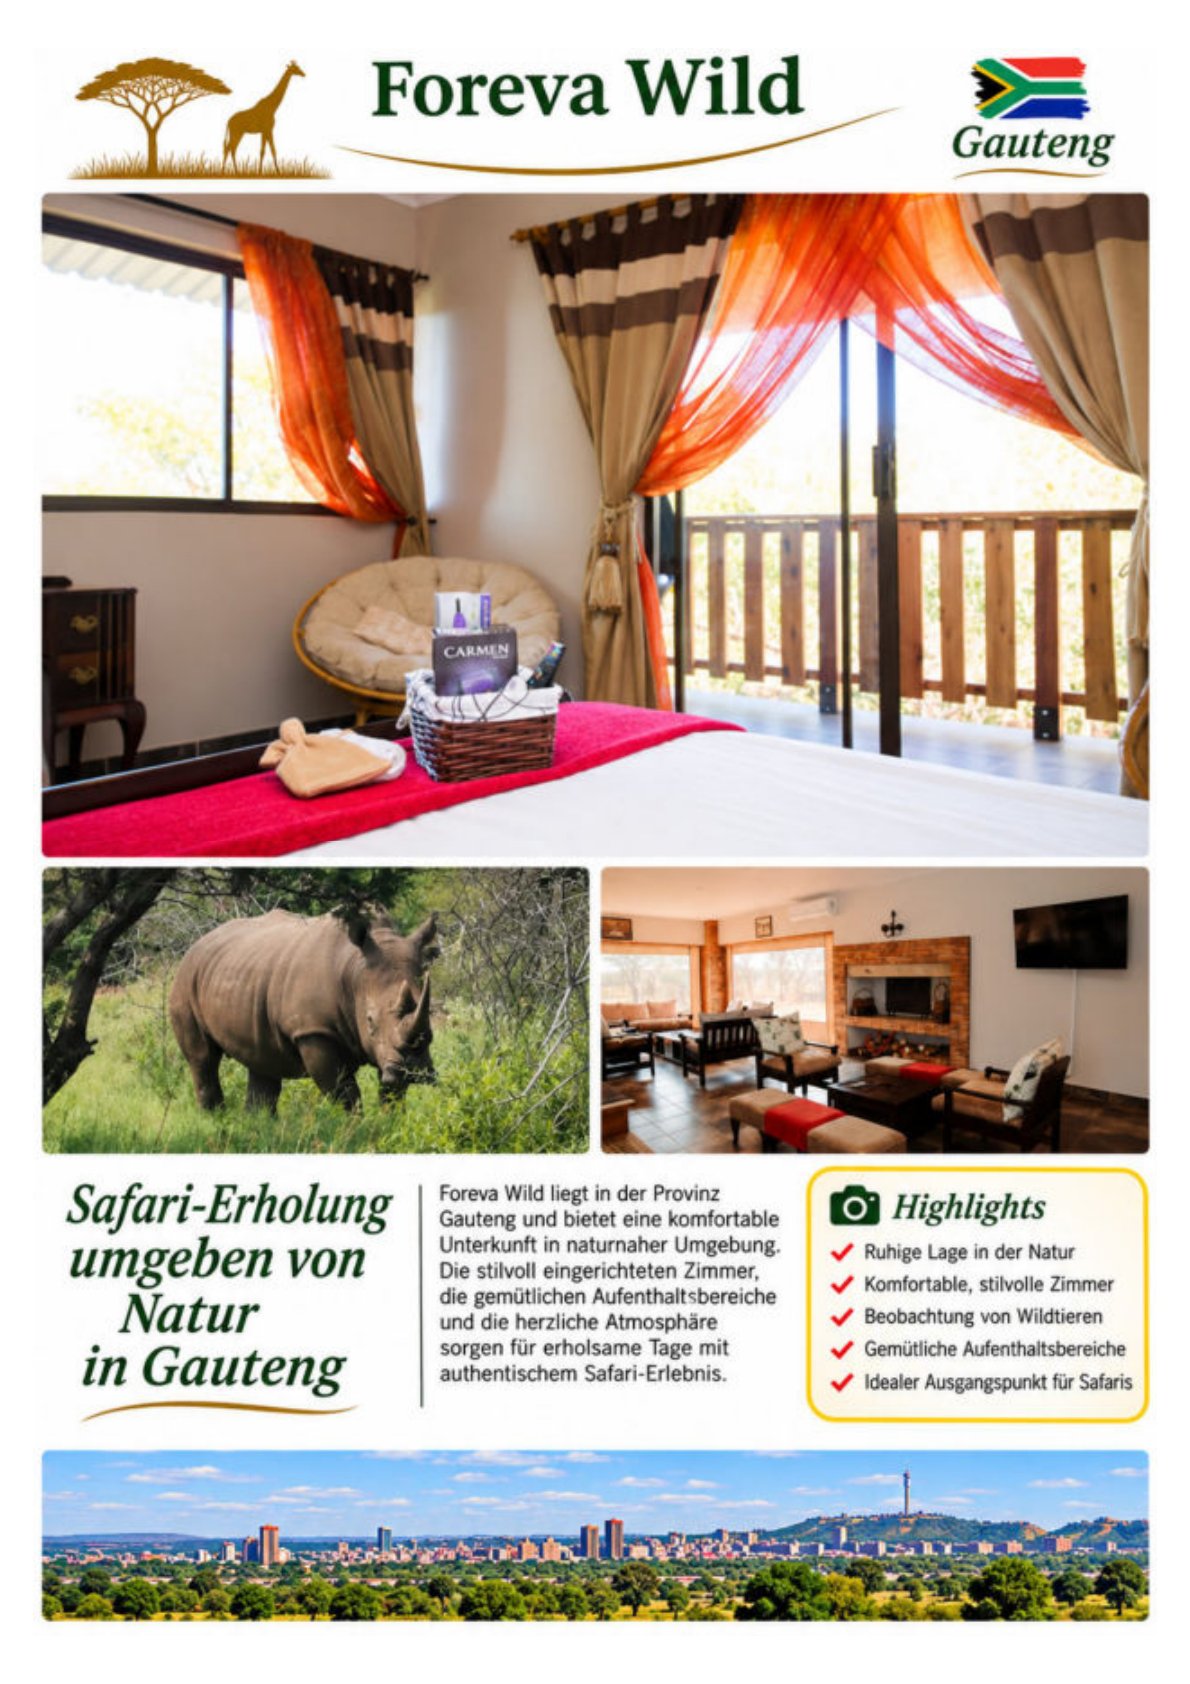 Foreva Wild
Gauteng
CARMEN
Safari-Erholung
umgeben von
Natur
in Gauteng
Foreva Wild liegt in der Provinz
Gauteng und bietet eine komfortable
Unterkunft in naturnaher Umgebung.
Die stilvoll eingerichteten Zimmer,
die gemütlichen Aufenthaltsbereiche
und die herzliche Atmosphäre
sorgen für erholsame Tage mit
authentischem Safari-Erlebnis.
Highlights
Ruhige Lage in der Natur
Komfortable, stilvolle Zimmer
Beobachtung von Wildtieren
Gemütliche Aufenthaltsbereiche
Idealer Ausgangspunkt für Safaris